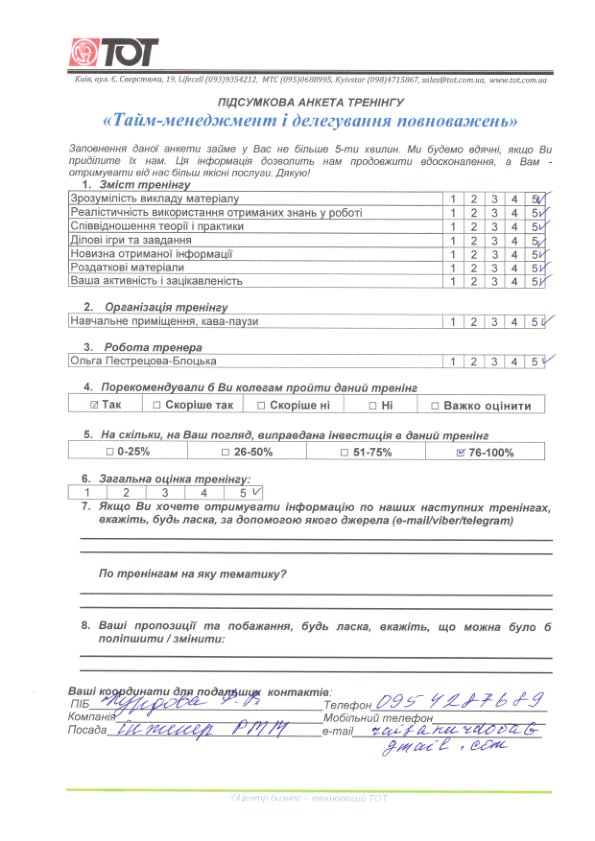 ТОТ
Київ, вул. Є. Сверстюка, 19, Lifecell (093)9354212, МТС (095)0688995, Kyivstar (098)4715867, sales@tot.com.ua, www.tot.com.ua
ПІДСУМКОВА АНКЕТА ТРЕНІНГУ
«Тайм-менеджмент і делегування повноважень»
Заповнення даної анкети займе у Вас не більше 5-ти хвилин. Ми будемо вдячні, якщо Ви
приділите їх нам. Ця інформація дозволить нам продовжити вдосконалення, а Вам -
отримувати від нас більш якісні послуги. Дякую!
1. Зміст тренінгу
Зрозумілість викладу матеріалу 1 2 3 4 5
Реалістичність використання отриманих знань у роботі 1 2 3 4 5
Співвідношення теорії і практики 1 2 3 4 5
Ділові ігри та завдання 1 2 3 4 5
Новизна отриманої інформації 1 2 3 4 5
Роздаткові матеріали 1 2 3 4 5
Ваша активність і зацікавленість 1 2 3 4 5
2. Організація тренінгу
Навчальне приміщення, кава-паузи 1 2 3 4 5
3. Робота тренера
Ольга Пестрецова-Блоцька 1 2 3 4 5
4. Порекомендували б Ви колегам пройти даний тренінг
☑ Так ☐ Скоріше так ☐ Скоріше ні ☐ Ні ☐ Важко оцінити
5. На скільки, на Ваш погляд, виправдана інвестиція в даний тренінг
☐ 0-25% ☐ 26-50% ☐ 51-75% ☑ 76-100%
6. Загальна оцінка тренінгу:
1 2 3 4 5
7. Якщо Ви хочете отримувати інформацію по наших наступних тренінгах,
вкажіть, будь ласка, за допомогою якого джерела (e-mail/viber/telegram)
По тренінгам на яку тематику?
8. Ваші пропозиції та побажання, будь ласка, вкажіть, що можна було б
поліпшити / змінити:
Ваші координати для подальших контактів:
ПІБ Телефон 095 4287689
Компанія Мобільний телефон
Посада інженер РММ e-mail
gmail.com
©Центр бизнес – технологий ТОТ